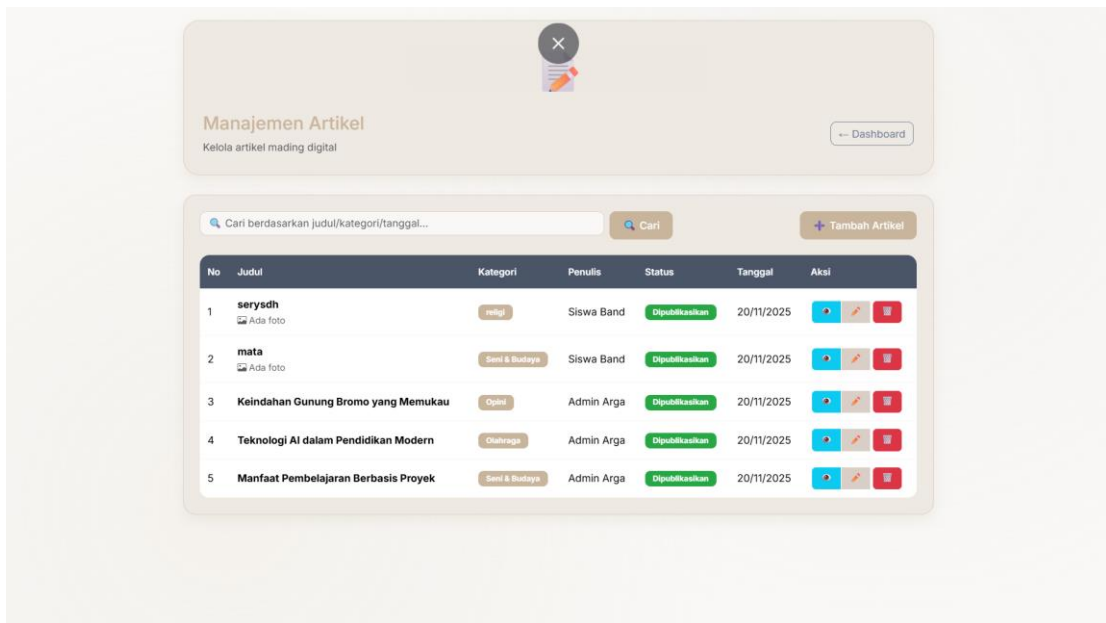 Manajemen Artikel
Kelola artikel mading digital
← Dashboard
Cari berdasarkan judul/kategori/tanggal...
Cari
Tambah Artikel
No Judul Kategori Penulis Status Tanggal Aksi
1 serysdh religi Siswa Band Dipublikasikan 20/11/2025
Ada foto
2 mata Seni & Budaya Siswa Band Dipublikasikan 20/11/2025
Ada foto
3 Keindahan Gunung Bromo yang Memukau Opini Admin Arga Dipublikasikan 20/11/2025
4 Teknologi AI dalam Pendidikan Modern Olahraga Admin Arga Dipublikasikan 20/11/2025
5 Manfaat Pembelajaran Berbasis Proyek Seni & Budaya Admin Arga Dipublikasikan 20/11/2025